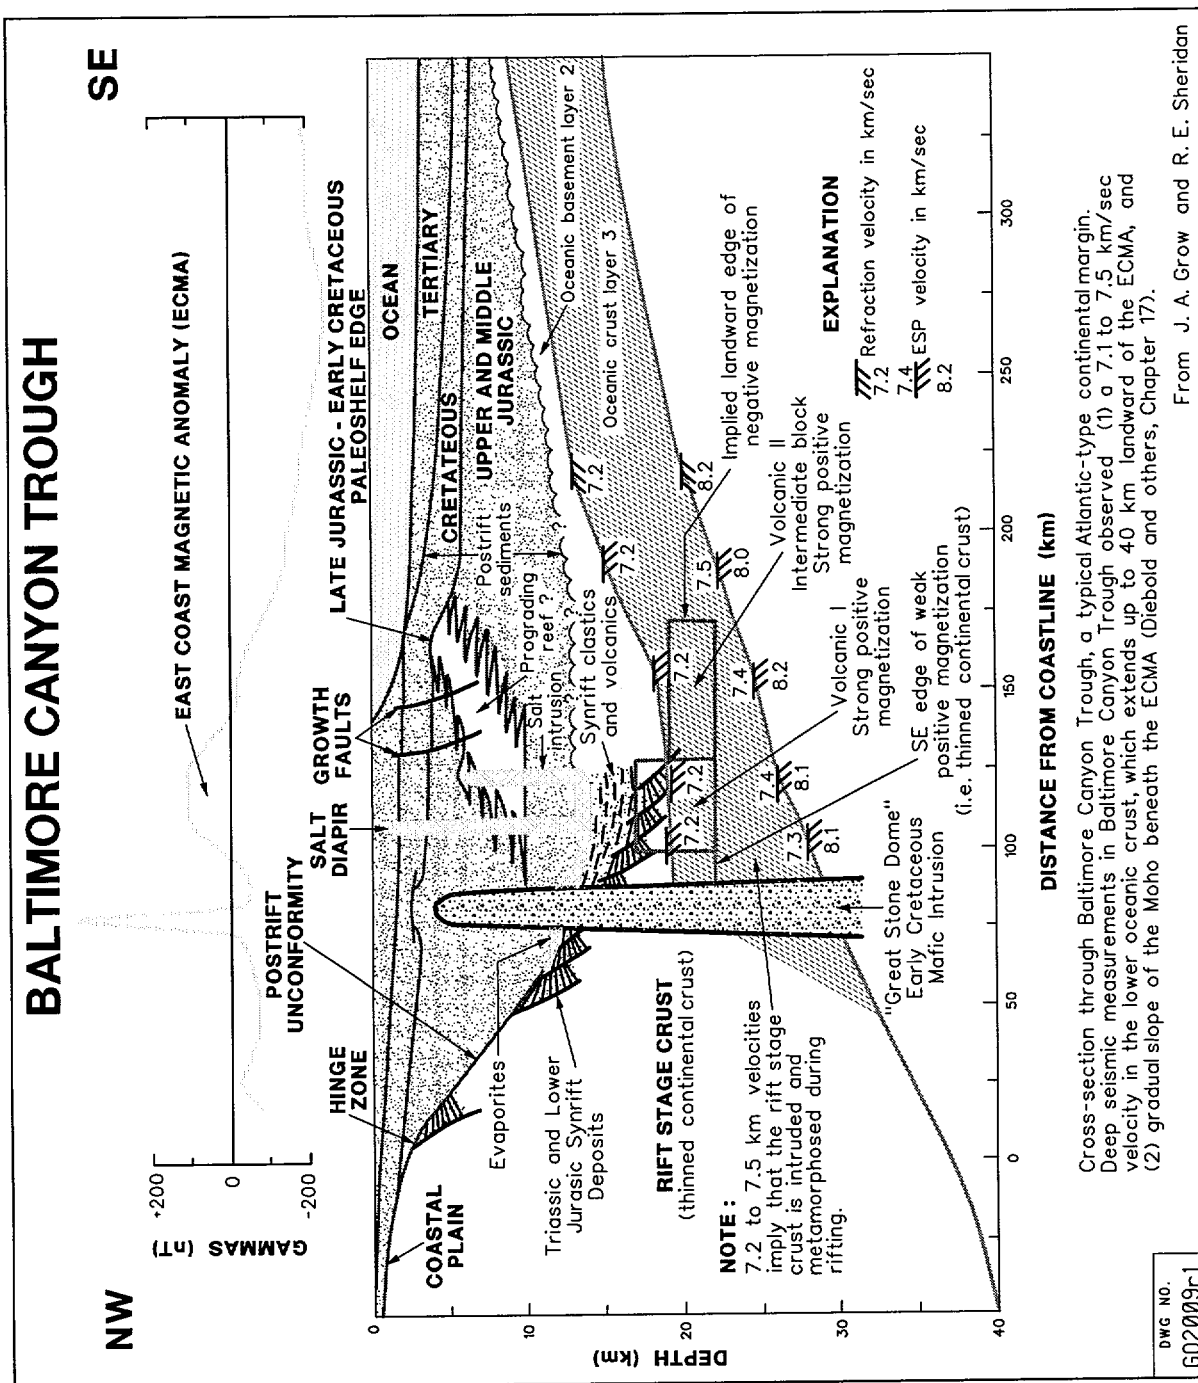 BALTIMORE CANYON TROUGH
NW
SE
EAST COAST MAGNETIC ANOMALY (ECMA)
+200
0
-200
GAMMAS (nT)
HINGE
ZONE
POSTRIFT
UNCONFORMITY
SALT
DIAPIR
GROWTH
FAULTS
LATE JURASSIC - EARLY CRETACEOUS
PALEOSHELF EDGE
COASTAL
PLAIN
OCEAN
TERTIARY
CRETATEOUS
UPPER AND MIDDLE
JURASSIC
Postrift
sediments
Prograding
reef ?
Salt
intrusion ?
Synrift clastics
and volcanics
? ? ? ?
Oceanic basement layer 2
Oceanic crust layer 3
Evaporites
Triassic and Lower
Jurasic Synrift
Deposits
RIFT STAGE CRUST
(thinned continental crust)
NOTE :
7.2 to 7.5 km velocities
imply that the rift stage
crust is intruded and
metamorphosed during
rifting.
"Great Stone Dome"
Early Cretaceous
Mafic Intrusion
SE edge of weak
positive magnetization
(i.e. thinned continental crust)
Volcanic I
Strong positive
magnetization
Volcanic II
Intermediate block
Strong positive
magnetization
Implied landward edge of
negative magnetization
7.2
7.2
7.2
7.2
7.2
7.3
8.1
7.4
8.1
7.4
8.2
7.5
8.0
8.2
EXPLANATION
7.2 Refraction velocity in km/sec
7.4
8.2 ESP velocity in km/sec
0
10
20
30
40
DEPTH (km)
0
50
100
150
200
250
300
DISTANCE FROM COASTLINE (km)
Cross-section through Baltimore Canyon Trough, a typical Atlantic-type continental margin.
Deep seismic measurements in Baltimore Canyon Trough observed (1) a 7.1 to 7.5 km/sec
velocity in the lower oceanic crust, which extends up to 40 km landward of the ECMA, and
(2) gradual slope of the Moho beneath the ECMA (Diebold and others, Chapter 17).
From J. A. Grow and R. E. Sheridan
DWG NO.
G02009r1